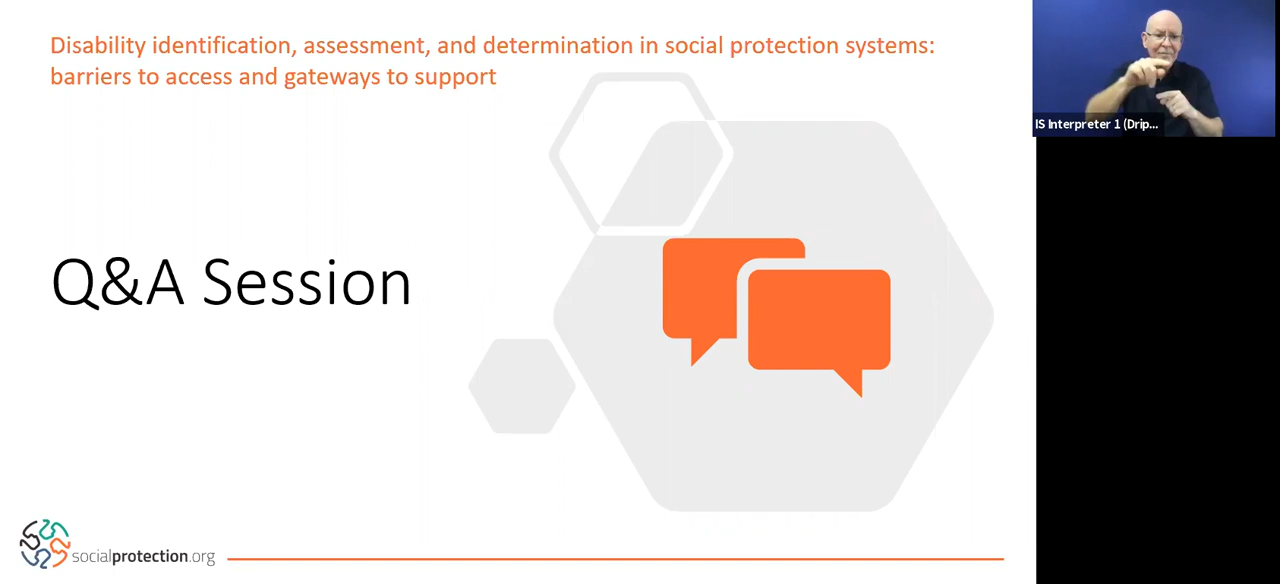 Disability identification, assessment, and determination in social protection systems:
barriers to access and gateways to support
IS Interpreter 1 (Drip...
Q&A Session
socialprotection.org